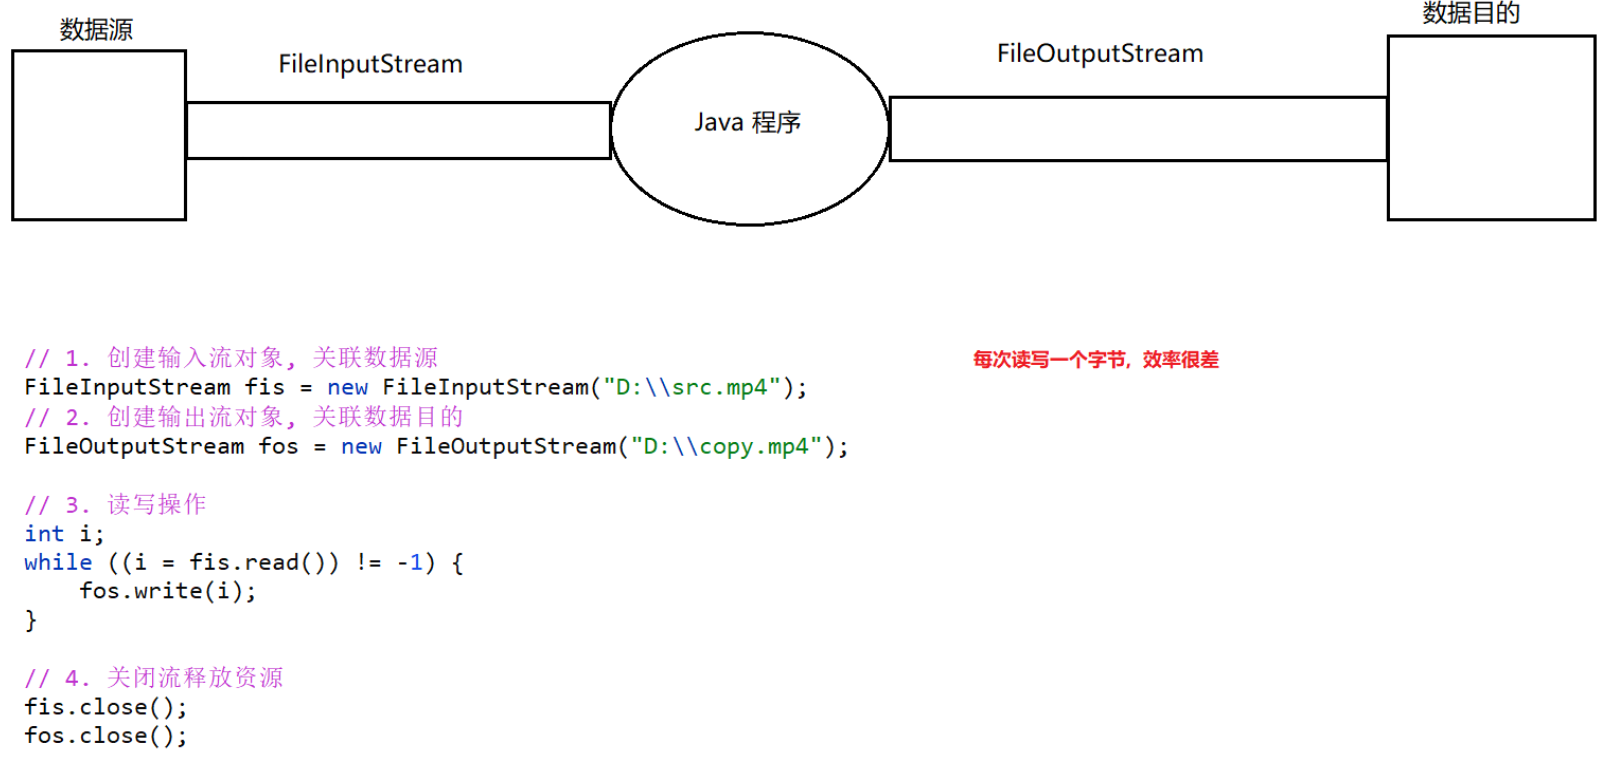 数据源
FileInputStream
Java 程序
FileOutputStream
数据目的
// 1. 创建输入流对象, 关联数据源
FileInputStream fis = new FileInputStream("D:\\src.mp4");
// 2. 创建输出流对象, 关联数据目的
FileOutputStream fos = new FileOutputStream("D:\\copy.mp4");
// 3. 读写操作
int i;
while ((i = fis.read()) != -1) {
    fos.write(i);
}
// 4. 关闭流释放资源
fis.close();
fos.close();
每次读写一个字节, 效率很差